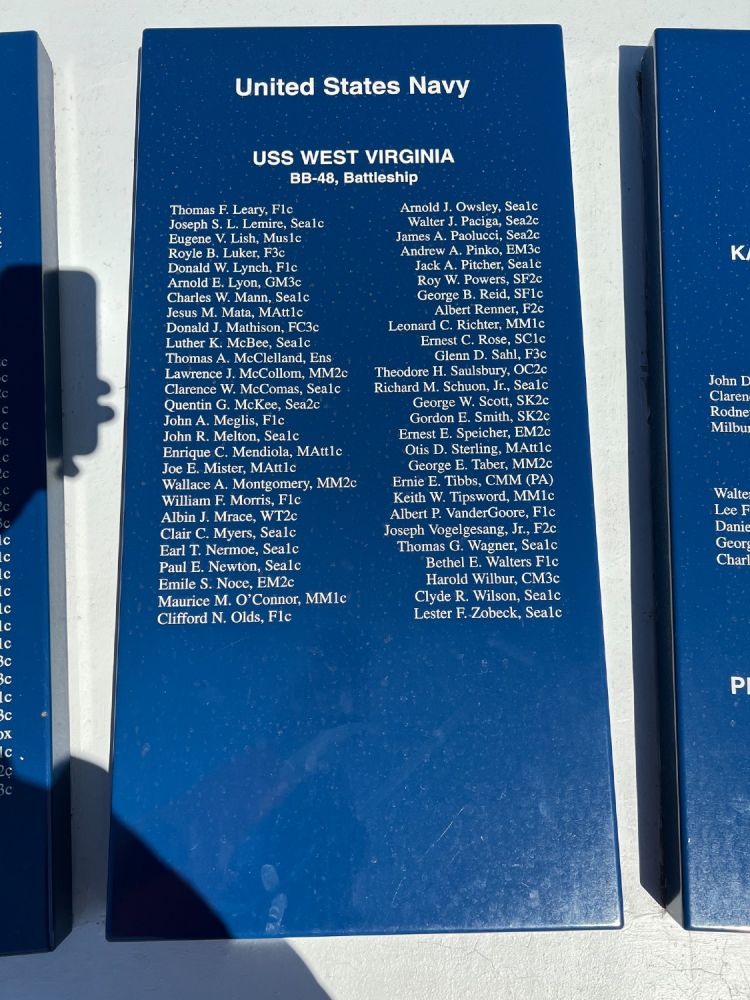 United States Navy
USS WEST VIRGINIA
BB-48, Battleship
Thomas F. Leary, F1c
Joseph S. L. Lemire, Sea1c
Eugene V. Lish, Mus1c
Royle B. Luker, F3c
Donald W. Lynch, F1c
Arnold E. Lyon, GM3c
Charles W. Mann, Sea1c
Jesus M. Mata, MAtt1c
Donald J. Mathison, FC3c
Luther K. McBee, Sea1c
Thomas A. McClelland, Ens
Lawrence J. McCollom, MM2c
Clarence W. McComas, Sea1c
Quentin G. McKee, Sea2c
John A. Meglis, F1c
John R. Melton, Sea1c
Enrique C. Mendiola, MAtt1c
Joe E. Mister, MAtt1c
Wallace A. Montgomery, MM2c
William F. Morris, F1c
Albin J. Mrace, WT2c
Clair C. Myers, Sea1c
Earl T. Nermoe, Sea1c
Paul E. Newton, Sea1c
Emile S. Noce, EM2c
Maurice M. O'Connor, MM1c
Clifford N. Olds, F1c
Arnold J. Owsley, Sea1c
Walter J. Paciga, Sea2c
James A. Paolucci, Sea2c
Andrew A. Pinko, EM3c
Jack A. Pitcher, Sea1c
Roy W. Powers, SF2c
George B. Reid, SF1c
Albert Renner, F2c
Leonard C. Richter, MM1c
Ernest C. Rose, SC1c
Glenn D. Sahl, F3c
Theodore H. Saulsbury, OC2c
Richard M. Schuon, Jr., Sea1c
George W. Scott, SK2c
Gordon E. Smith, SK2c
Ernest E. Speicher, EM2c
Otis D. Sterling, MAtt1c
George E. Taber, MM2c
Ernie E. Tibbs, CMM (PA)
Keith W. Tipsword, MM1c
Albert P. VanderGoore, F1c
Joseph Vogelgesang, Jr., F2c
Thomas G. Wagner, Sea1c
Bethel E. Walters F1c
Harold Wilbur, CM3c
Clyde R. Wilson, Sea1c
Lester F. Zobeck, Sea1c
John D
Rodne
Milbu
Walte
Lee F
Danie
Georg
Charl